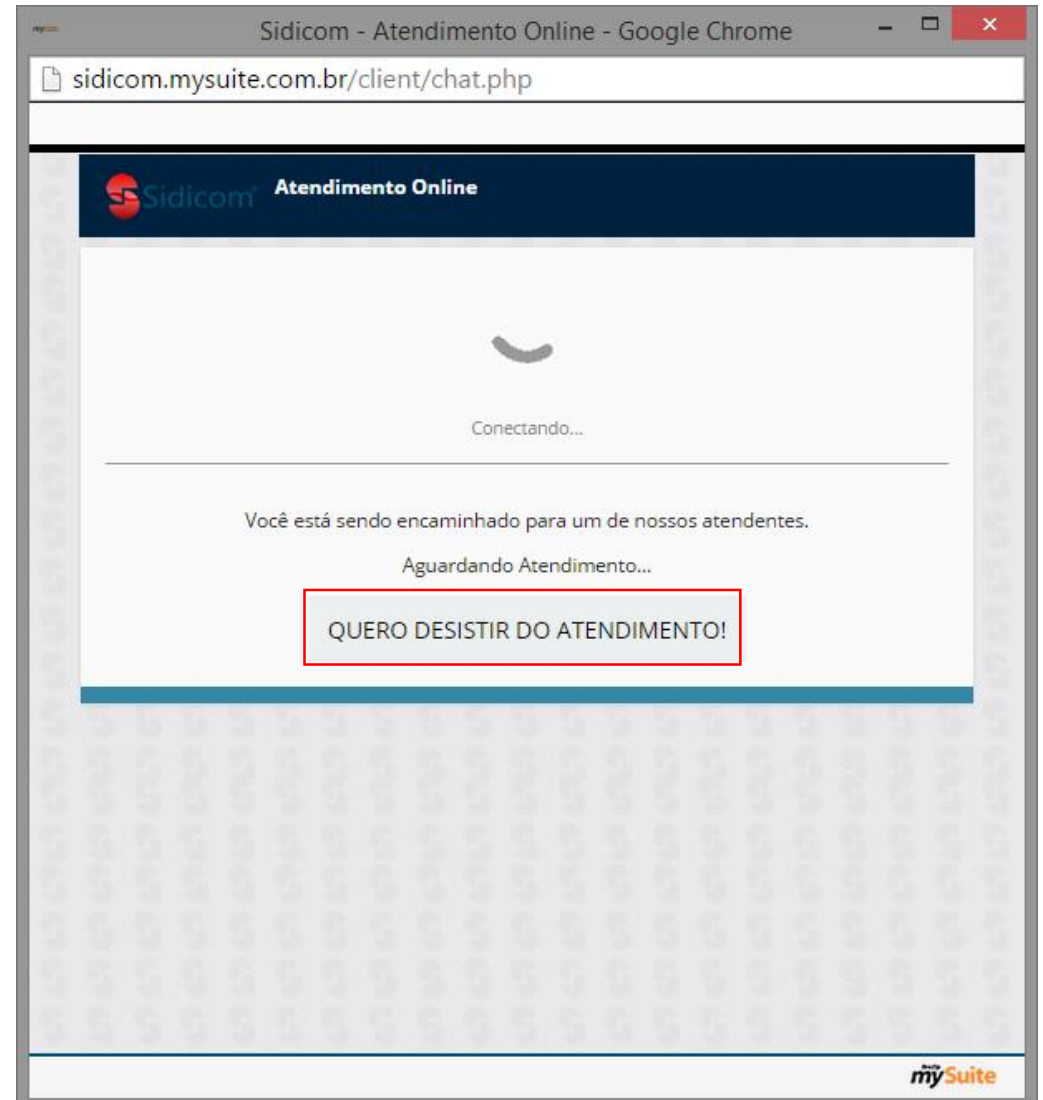 Sidicom - Atendimento Online - Google Chrome
sidicom.mysuite.com.br/client/chat.php
Sidicom Atendimento Online
Conectando...
Você está sendo encaminhado para um de nossos atendentes.
Aguardando Atendimento...
QUERO DESISTIR DO ATENDIMENTO!
mySuite